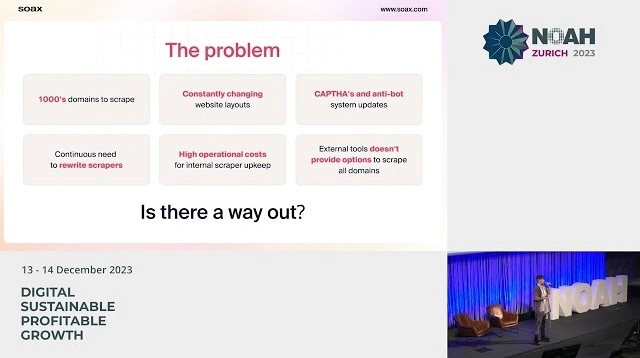 soax
www.soax.com
The problem
1000's domains to scrape
Constantly changing
website layouts
CAPTHA's and anti-bot
system updates
Continuous need
to rewrite scrapers
High operational costs
for internal scraper upkeep
External tools doesn't
provide options to scrape
all domains
Is there a way out?
NOAH
ZURICH 2023
13 - 14 December 2023
DIGITAL
SUSTAINABLE
PROFITABLE
GROWTH
NOAH